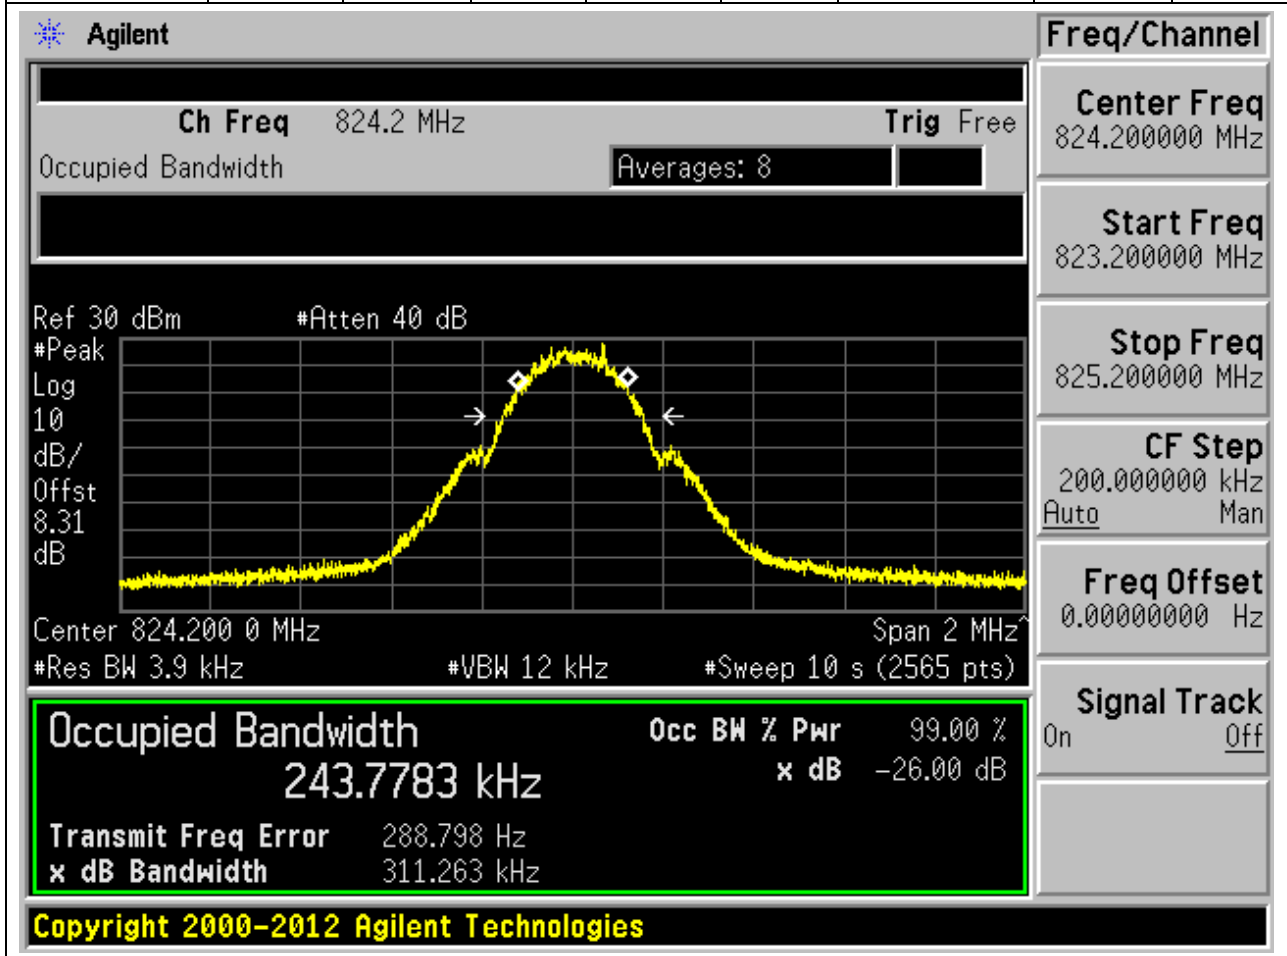 Agilent
Freq/Channel
Ch Freq 824.2 MHz Trig Free
Occupied Bandwidth Averages: 8
Center Freq
824.200000 MHz
Start Freq
823.200000 MHz
Stop Freq
825.200000 MHz
CF Step
200.000000 kHz
Auto Man
Freq Offset
0.00000000 Hz
Signal Track
On Off
Ref 30 dBm #Atten 40 dB
#Peak
Log
10
dB/
Offst
8.31
dB
Center 824.200 0 MHz Span 2 MHz^
#Res BW 3.9 kHz #VBW 12 kHz #Sweep 10 s (2565 pts)
Occupied Bandwidth
243.7783 kHz
Occ BW % Pwr 99.00 %
x dB -26.00 dB
Transmit Freq Error 288.798 Hz
x dB Bandwidth 311.263 kHz
Copyright 2000-2012 Agilent Technologies